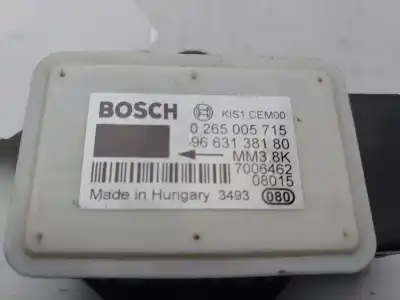 BOSCH KIS1 CEM00
0 265 005 715
96 631 381 80
MM3.8K
7006462
08015
Made in Hungary 3493 080